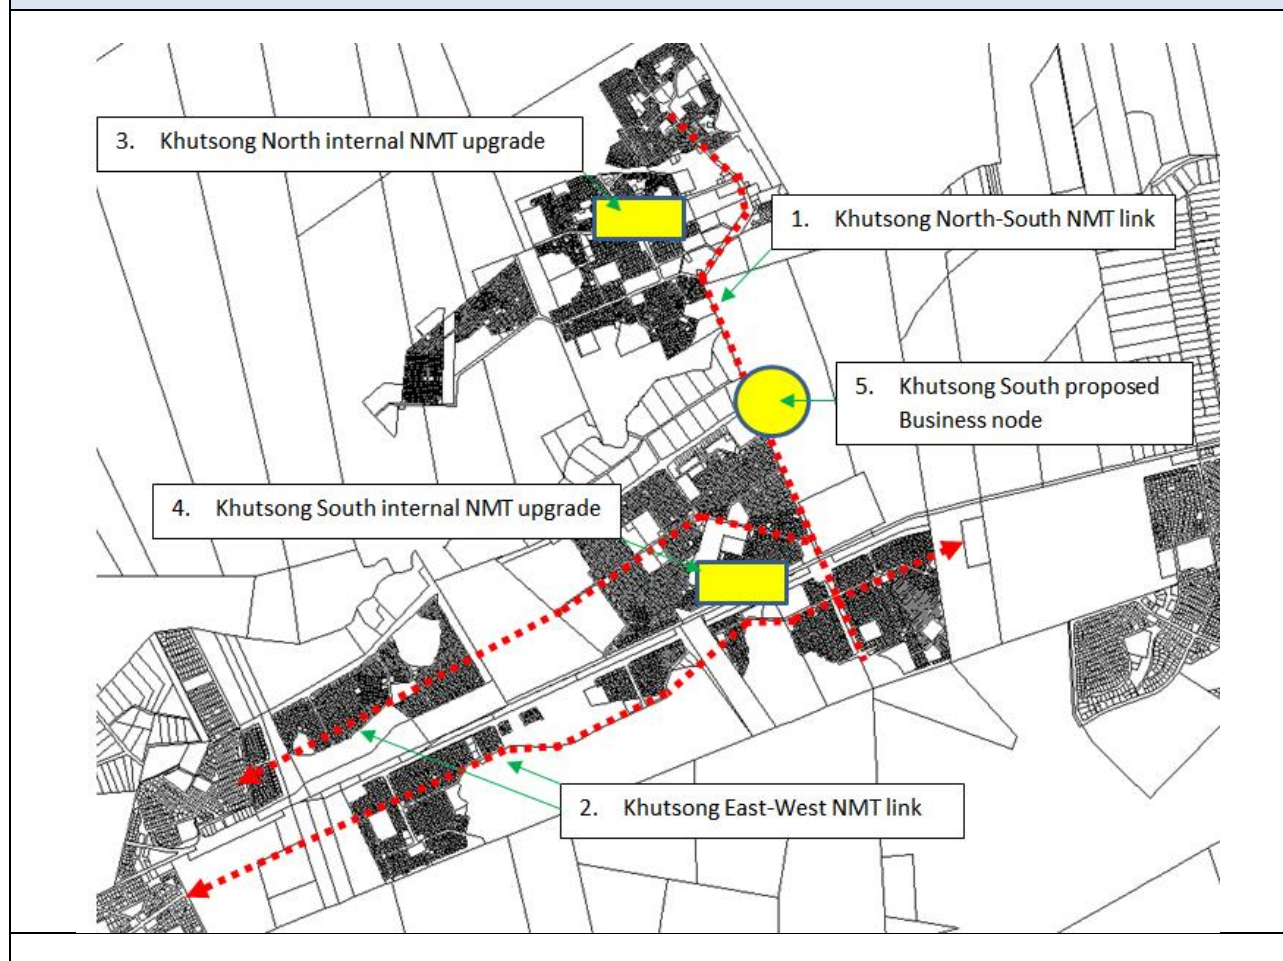 3. Khutsong North internal NMT upgrade
1. Khutsong North-South NMT link
5. Khutsong South proposed
Business node
4. Khutsong South internal NMT upgrade
2. Khutsong East-West NMT link